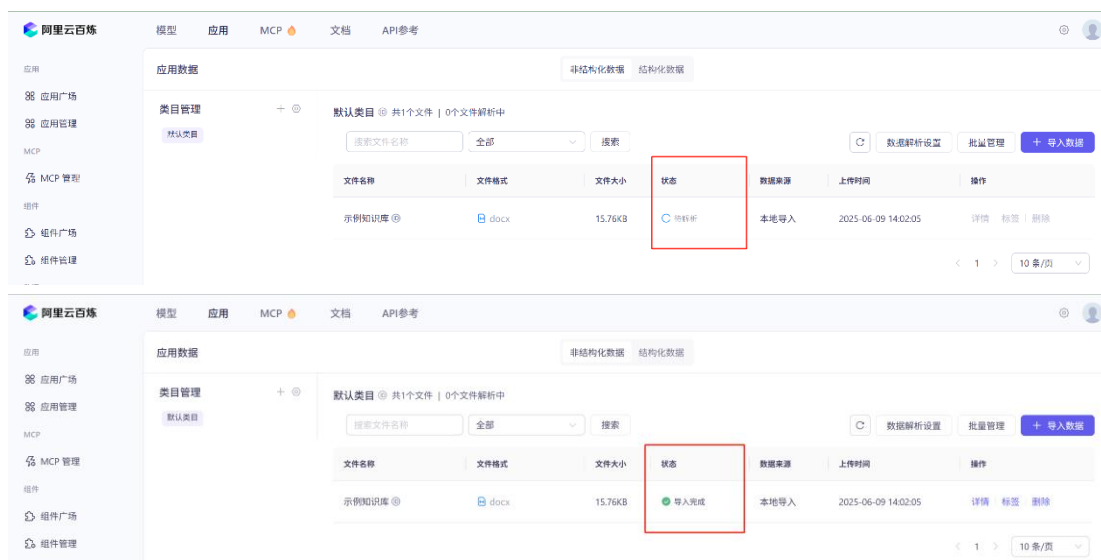 阿里云百炼 模型 应用 MCP 文档 API参考
应用 应用数据 非结构化数据 结构化数据
应用广场 类目管理 默认类目 共1个文件 | 0个文件解析中
应用管理 默认类目 搜索文件名称 全部 搜索 数据解析设置 批量管理 + 导入数据
MCP
MCP 管理 文件名称 文件格式 文件大小 状态 数据来源 上传时间 操作
组件
组件广场 示例知识库 docx 15.76KB 待解析 本地导入 2025-06-09 14:02:05 详情 标签 删除
组件管理 < 1 > 10 条/页
阿里云百炼 模型 应用 MCP 文档 API参考
应用 应用数据 非结构化数据 结构化数据
应用广场 类目管理 默认类目 共1个文件 | 0个文件解析中
应用管理 默认类目 搜索文件名称 全部 搜索 数据解析设置 批量管理 + 导入数据
MCP
MCP 管理 文件名称 文件格式 文件大小 状态 数据来源 上传时间 操作
组件
组件广场 示例知识库 docx 15.76KB 导入完成 本地导入 2025-06-09 14:02:05 详情 标签 删除
组件管理 < 1 > 10 条/页